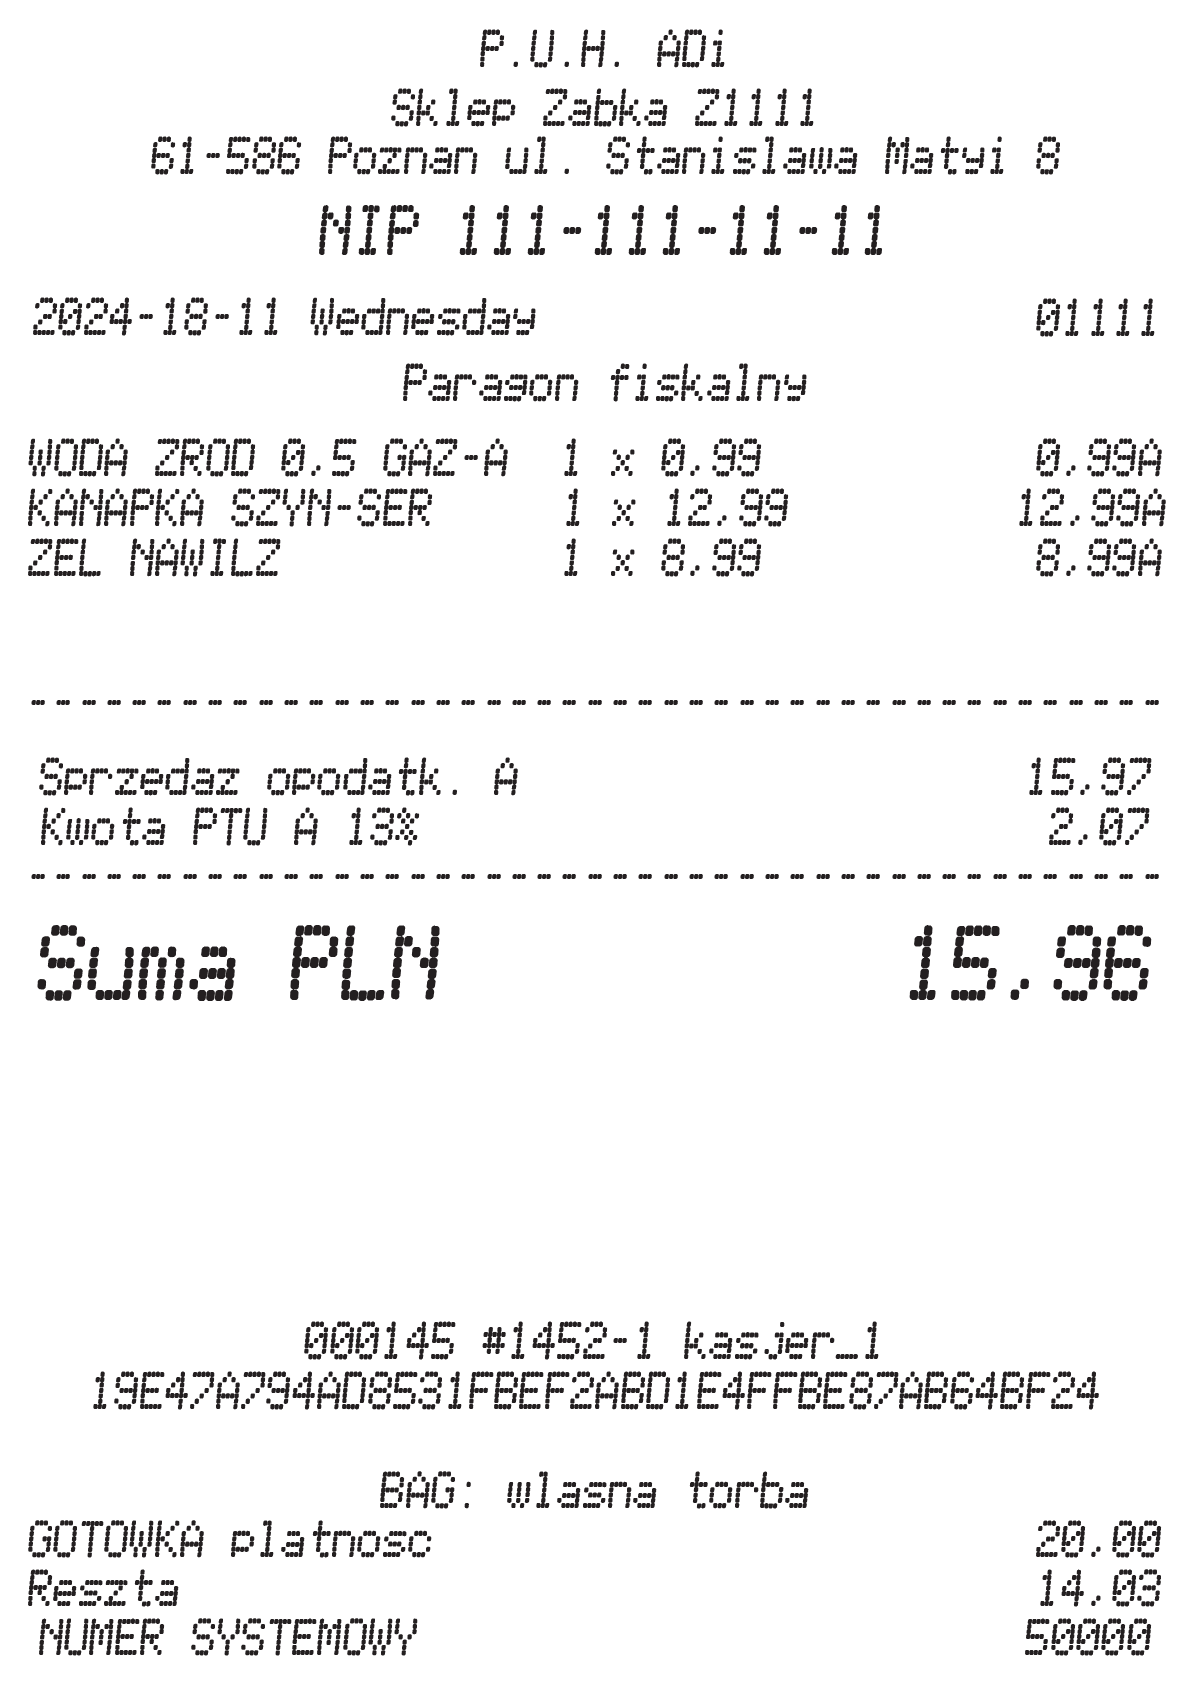 P.U.H. ADi
Sklep Zabka Z1111
61-586 Poznan ul. Stanislawa Matyi 8
NIP 111-111-11-11
2024-18-11 Wednesday 01111
Paragon fiskalny
WODA ZROD 0.5 GAZ-A 1 x 0.99 0.99A
KANAPKA SZYN-SER 1 x 12.99 12.99A
ZEL NAWILZ 1 x 8.99 8.99A
Sprzedaz opodatk. A 15.97
Kwota PTU A 13% 2.07
Suma PLN 15.96
000145 #1452-1 kasjer_1
19E47A794AD8531FBEF2ABD1E4FFBE87AB64BF24
BAG: wlasna torba
GOTOWKA platnosc 20.00
Reszta 14.03
NUMER SYSTEMOWY 50000